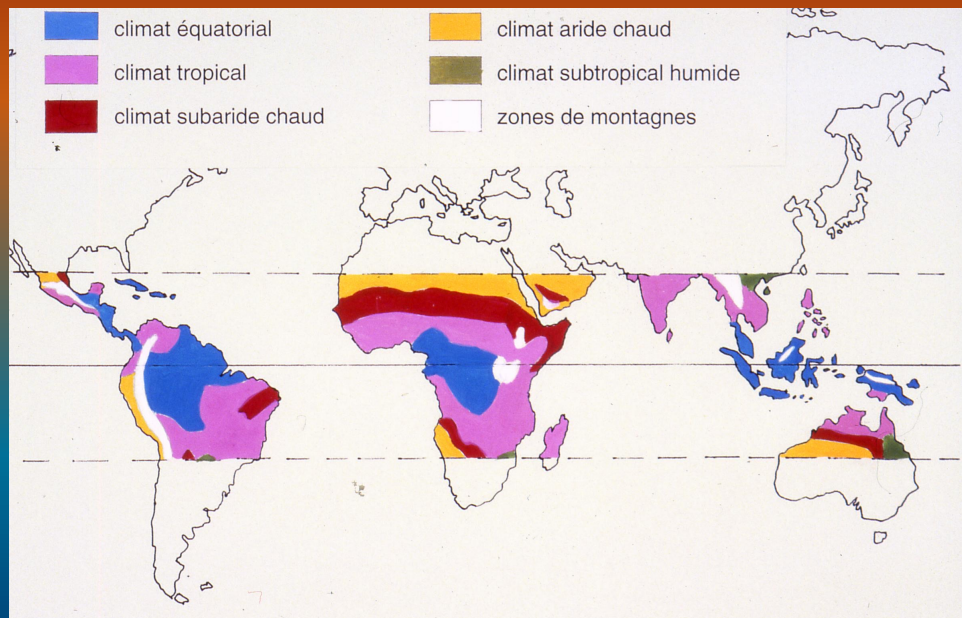 climat équatorial
climat tropical
climat subaride chaud
climat aride chaud
climat subtropical humide
zones de montagnes